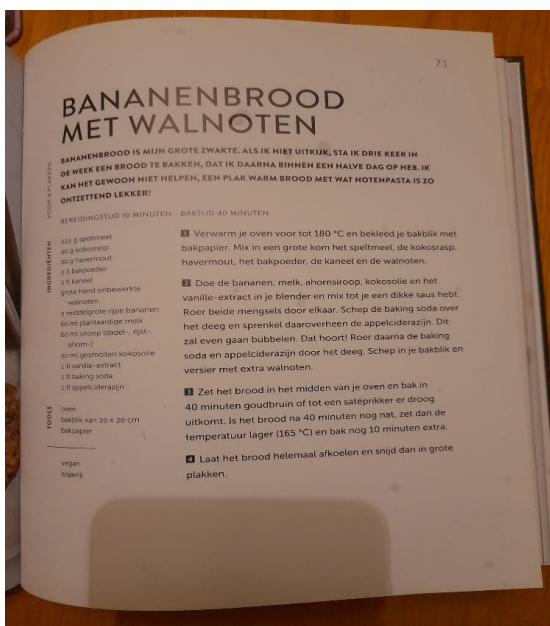 71
BANANENBROOD
MET WALNOTEN
BANANENBROOD IS MIJN GROTE ZWAKTE. ALS IK NIET UITKIJK, STA IK DRIE KEER IN
DE WEEK EEN BROOD TE BAKKEN, DAT IK DAARNA BINNEN EEN HALVE DAG OP HEB. IK
KAN HET GEWOON NIET HELPEN, EEN PLAK WARM BROOD MET WAT NOTENPASTA IS ZO
ONTZETTEND LEKKER!
VOOR 8 PLAKKEN
BEREIDINGSTIJD 10 MINUTEN - BAKTIJD 40 MINUTEN
INGREDIËNTEN
225 g speltmeel
40 g kokosrasp
20 g havermout
2 tl bakpoeder
2 tl kaneel
grote hand onbewerkte
walnoten
3 middelgrote rijpe bananen
60 ml plantaardige melk
60 ml siroop (dadel-, rijst-,
ahorn-)
50 ml gesmolten kokosolie
1 tl vanille-extract
1 tl baking soda
1 tl appelciderazijn
TOOLS
oven
bakblik van 20 x 20 cm
bakpapier
vegan
sojavrij
1 Verwarm je oven voor tot 180 °C en bekleed je bakblik met
bakpapier. Mix in een grote kom het speltmeel, de kokosrasp,
havermout, het bakpoeder, de kaneel en de walnoten.
2 Doe de bananen, melk, ahornsiroop, kokosolie en het
vanille-extract in je blender en mix tot je een dikke saus hebt.
Roer beide mengsels door elkaar. Schep de baking soda over
het deeg en sprenkel daaroverheen de appelciderazijn. Dit
zal even gaan bubbelen. Dat hoort! Roer daarna de baking
soda en appelciderazijn door het deeg. Schep in je bakblik en
versier met extra walnoten.
3 Zet het brood in het midden van je oven en bak in
40 minuten goudbruin of tot een satéprikker er droog
uitkomt. Is het brood na 40 minuten nog nat, zet dan de
temperatuur lager (165 °C) en bak nog 10 minuten extra.
4 Laat het brood helemaal afkoelen en snijd dan in grote
plakken.